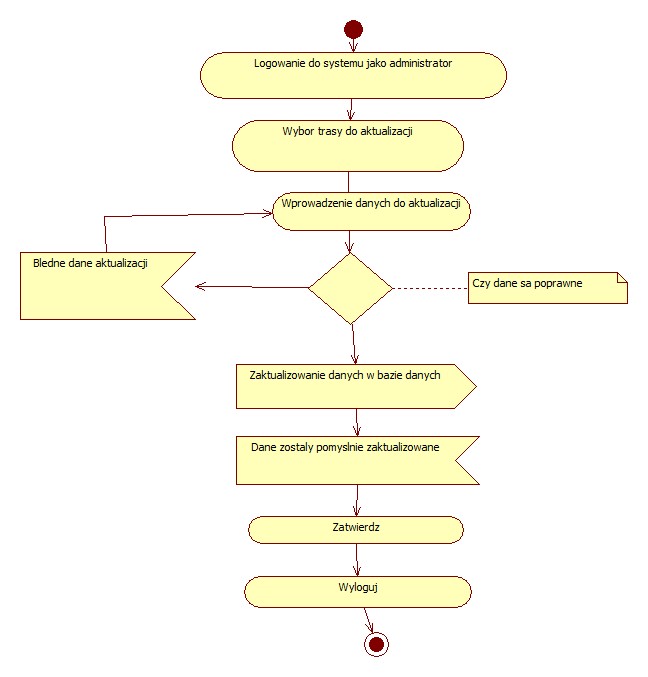 Logowanie do systemu jako administrator
Wybor trasy do aktualizacji
Wprowadzenie danych do aktualizacji
Bledne dane aktualizacji
Czy dane sa poprawne
Zaktualizowanie danych w bazie danych
Dane zostaly pomyslnie zaktualizowane
Zatwierdz
Wyloguj